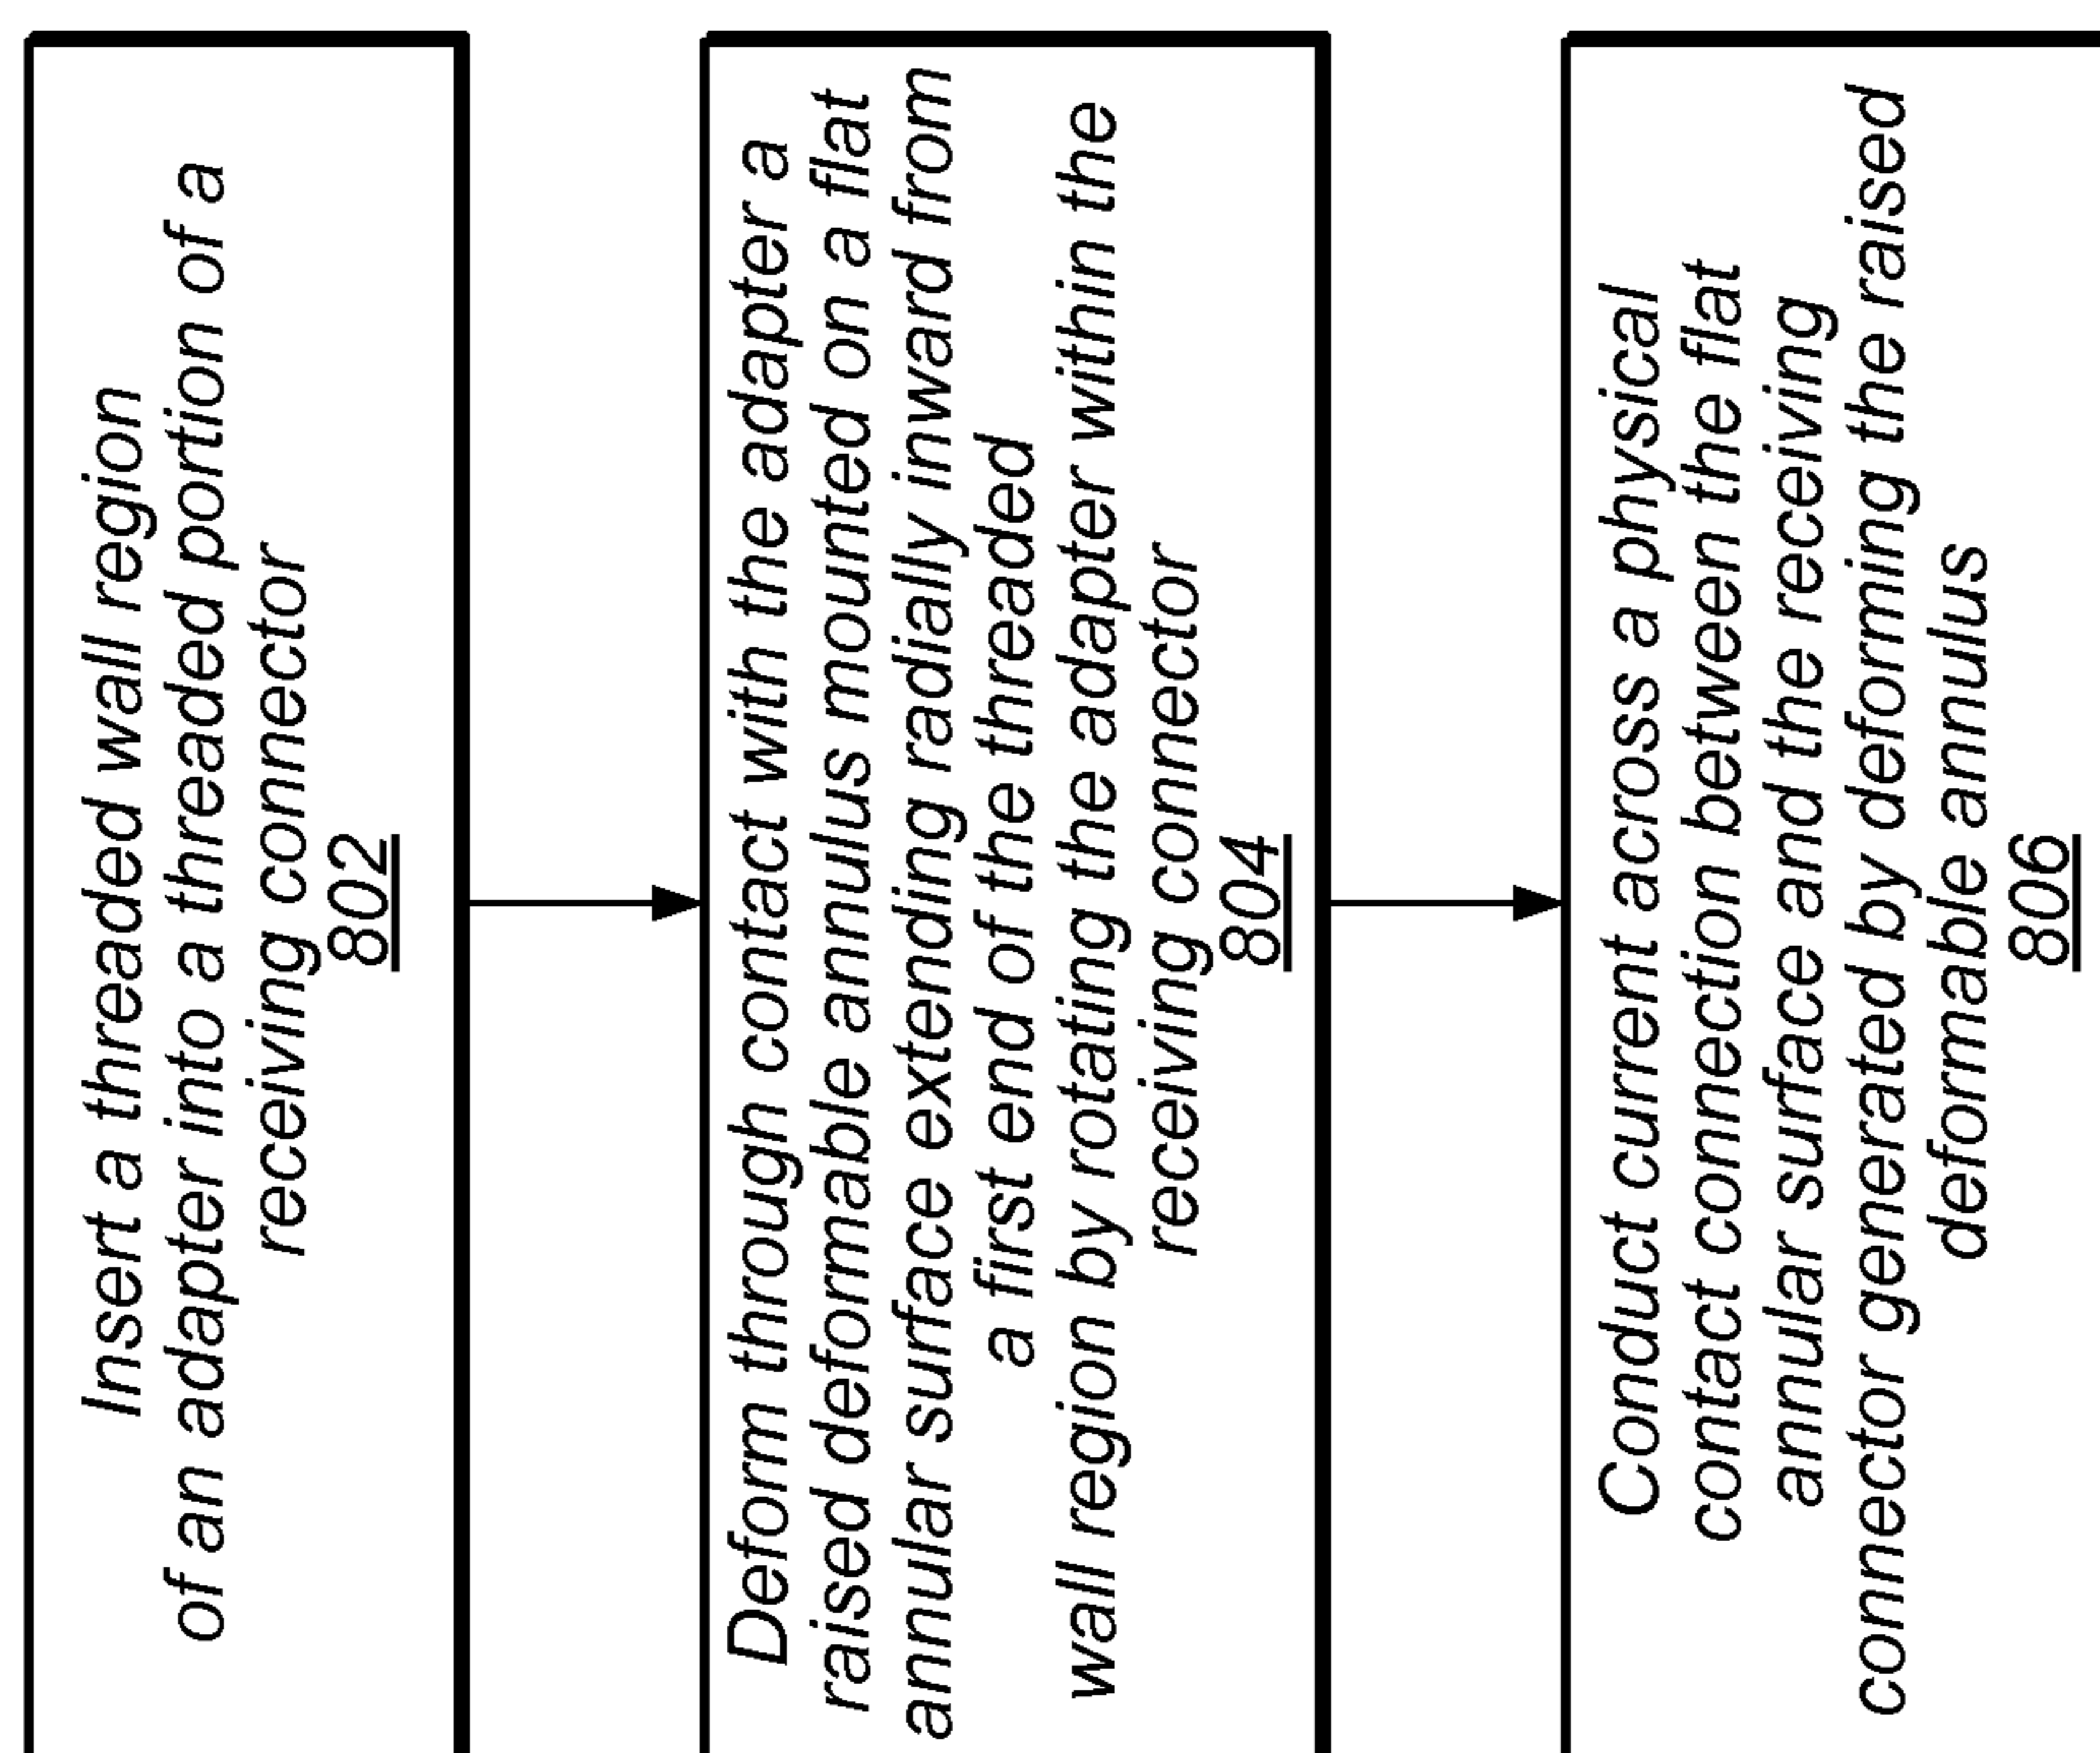 Insert a threaded wall region
of an adapter into a threaded portion of a
receiving connector
802
Deform through contact with the adapter a
raised deformable annulus mounted on a flat
annular surface extending radially inward from
a first end of the threaded
wall region by rotating the adapter within the
receiving connector
804
Conduct current across a physical
contact connection between the flat
annular surface and the receiving
connector generated by deforming the raised
deformable annulus
806